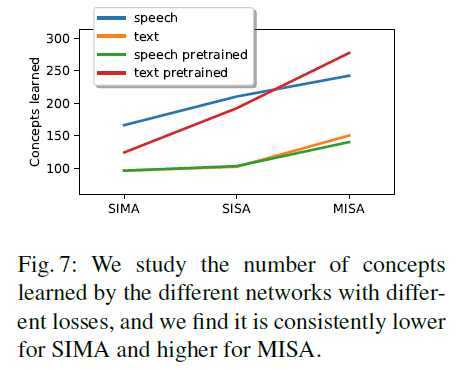 speech
text
speech pretrained
text pretrained
300
250
200
150
100
Concepts learned
SIMA
SISA
MISA
Fig. 7: We study the number of concepts
learned by the different networks with differ-
ent losses, and we find it is consistently lower
for SIMA and higher for MISA.